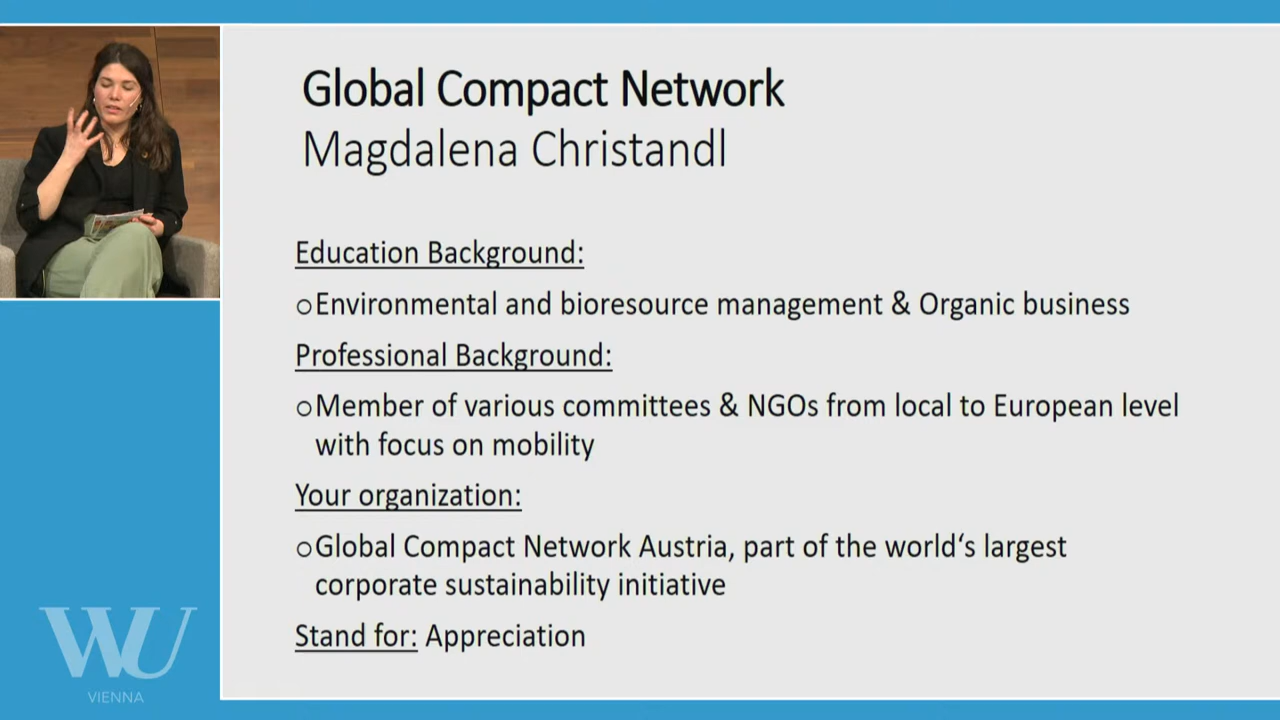 Global Compact Network
Magdalena Christandl
Education Background:
○Environmental and bioresource management & Organic business
Professional Background:
○Member of various committees & NGOs from local to European level
with focus on mobility
Your organization:
○Global Compact Network Austria, part of the world‘s largest
corporate sustainability initiative
Stand for: Appreciation
WU
VIENNA